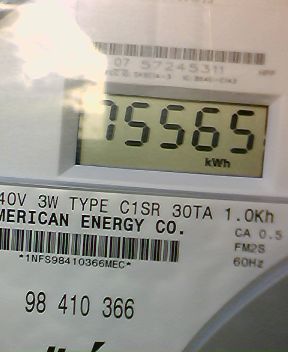 07 57245311
75565
kWh
40V 3W TYPE C1SR 30TA 1.0Kh
MERICAN ENERGY CO.
CA 0.5
*1NFS98410366MEC*
FM2S
60Hz
98 410 366